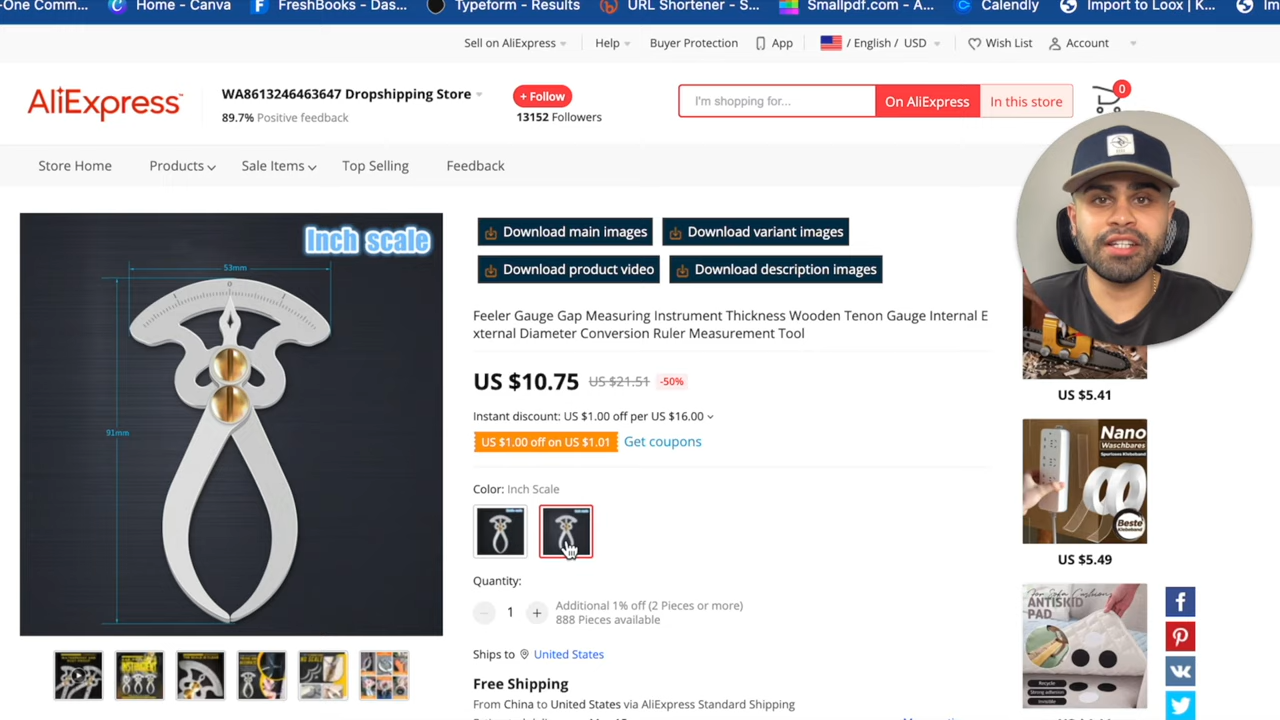 -One Comm...
Home - Canva
FreshBooks - Das...
Typeform - Results
URL Shortener - S...
Smallpdf.com - A...
Calendly
Import to Loox | K...
Im
Sell on AliExpress
Help
Buyer Protection
App
/ English / USD
Wish List
Account
AliExpress
WA8613246463647 Dropshipping Store
89.7% Positive feedback
+ Follow
13152 Followers
I'm shopping for...
On AliExpress
In this store
0
Store Home
Products
Sale Items
Top Selling
Feedback
Inch scale
53mm
0
91mm
Download main images
Download variant images
Download product video
Download description images
Feeler Gauge Gap Measuring Instrument Thickness Wooden Tenon Gauge Internal E
xternal Diameter Conversion Ruler Measurement Tool
US $10.75 US $21.51 -50%
Instant discount: US $1.00 off per US $16.00
US $1.00 off on US $1.01 Get coupons
Color: Inch Scale
Quantity:
1
Additional 1% off (2 Pieces or more)
888 Pieces available
Ships to United States
Free Shipping
From China to United States via AliExpress Standard Shipping
US $5.41
Nano
Waschbares
Spurloses Klebeband
Beste
Klebeband
US $5.49
For Sofa Cushions
ANTISKID
PAD